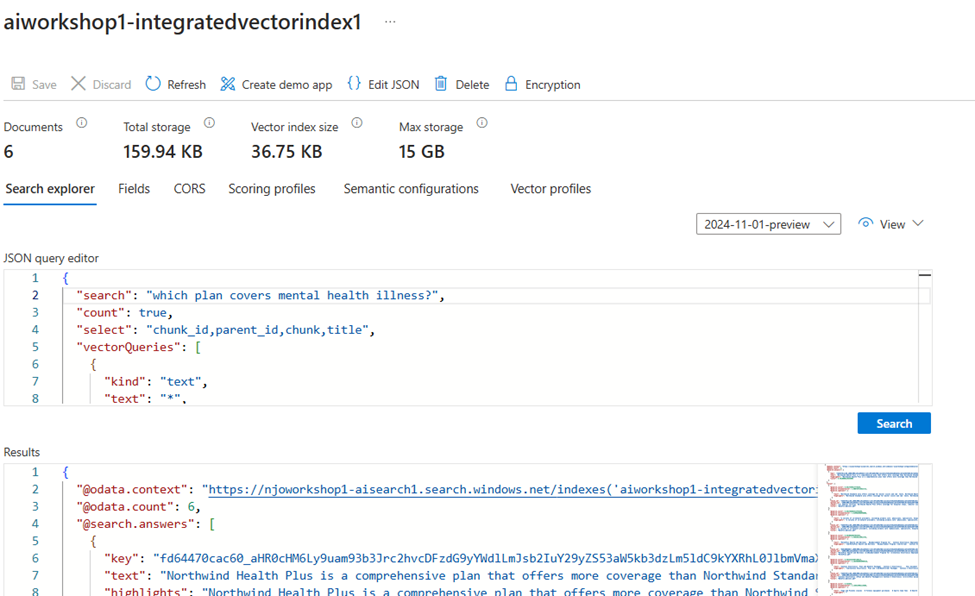 aiworkshop1-integratedvectorindex1 ...
Save Discard Refresh Create demo app {} Edit JSON Delete Encryption
Documents Total storage Vector index size Max storage
6 159.94 KB 36.75 KB 15 GB
Search explorer Fields CORS Scoring profiles Semantic configurations Vector profiles
2024-11-01-preview View
JSON query editor
1 {
2 "search": "which plan covers mental health illness?",
3 "count": true,
4 "select": "chunk_id,parent_id,chunk,title",
5 "vectorQueries": [
6 {
7 "kind": "text",
8 "text": "*",
Search
Results
1 {
2 "@odata.context": "https://njoworkshop1-aisearch1.search.windows.net/indexes('aiworkshop1-integratedvectori
3 "@odata.count": 6,
4 "@search.answers": [
5 {
6 "key": "fd64470cac60_aHR0cHM6Ly9uam93b3Jrc2hvcDFzdG9yYWdlLmJsb2IuY29yZS53aW5kb3dzLm5ldC9kYXRhL0JlbmVmaX
7 "text": "Northwind Health Plus is a comprehensive plan that offers more coverage than Northwind Standar
8 "highlights": "Northwind Health Plus is a comprehensive plan that offers more coverage than Northwind S